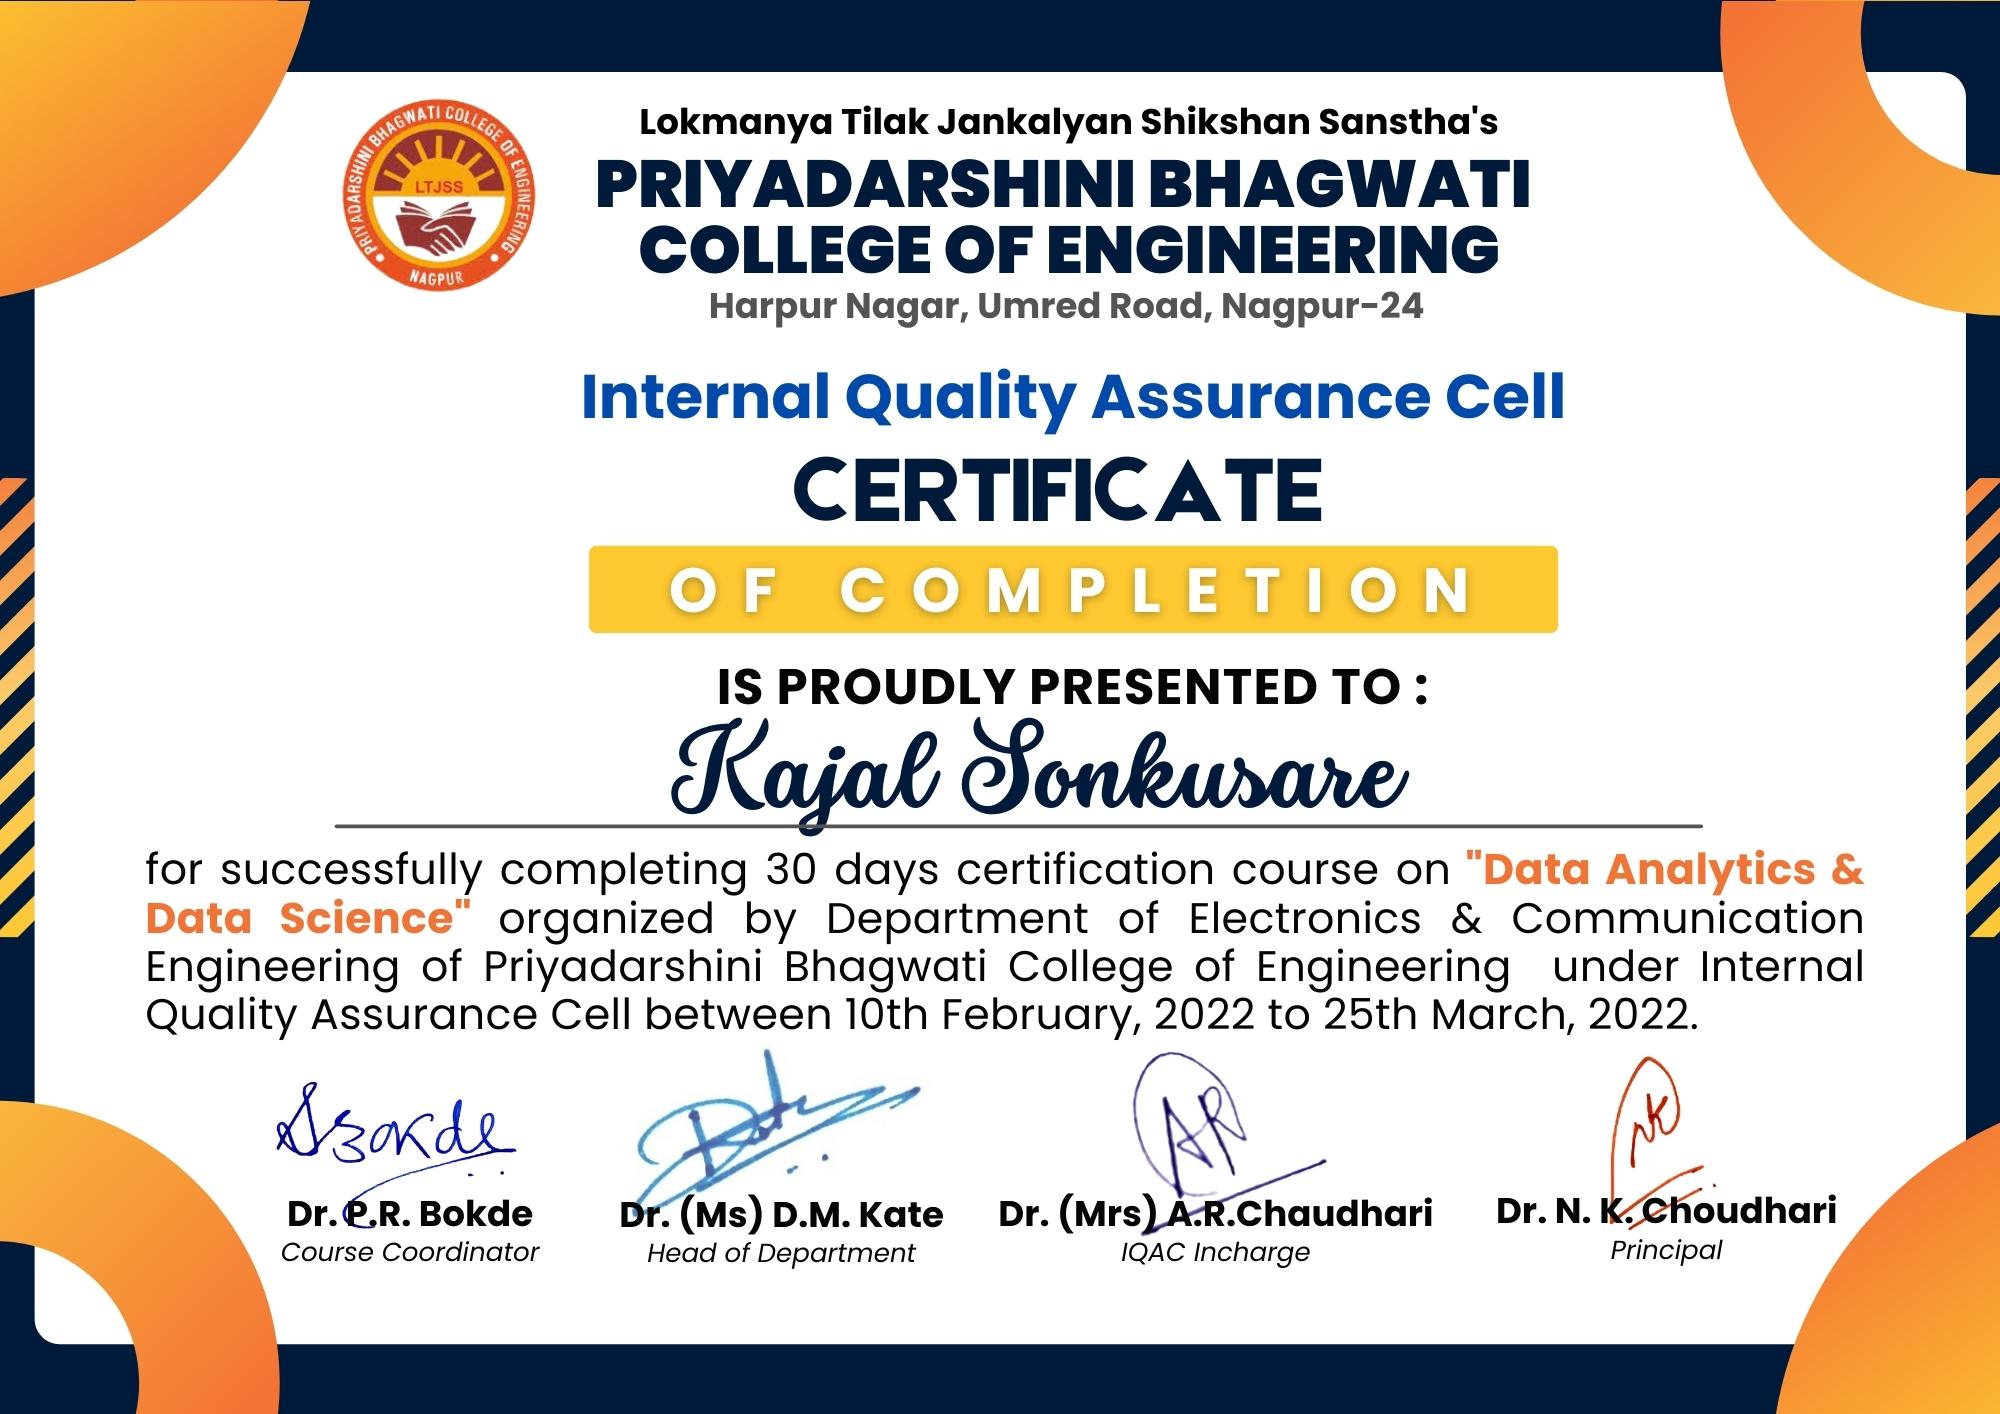 Lokmanya Tilak Jankalyan Shikshan Sanstha's
PRIYADARSHINI BHAGWATI COLLEGE OF ENGINEERING
LTJSS
NAGPUR
PRIYADARSHINI BHAGWATI
COLLEGE OF ENGINEERING
Harpur Nagar, Umred Road, Nagpur-24
Internal Quality Assurance Cell
CERTIFICATE
OF COMPLETION
IS PROUDLY PRESENTED TO :
Kajal Sonkusare
for successfully completing 30 days certification course on "Data Analytics &
Data Science" organized by Department of Electronics & Communication
Engineering of Priyadarshini Bhagwati College of Engineering under Internal
Quality Assurance Cell between 10th February, 2022 to 25th March, 2022.
Dr. P.R. Bokde
Course Coordinator
Dr. (Ms) D.M. Kate
Head of Department
Dr. (Mrs) A.R.Chaudhari
IQAC Incharge
Dr. N. K. Choudhari
Principal